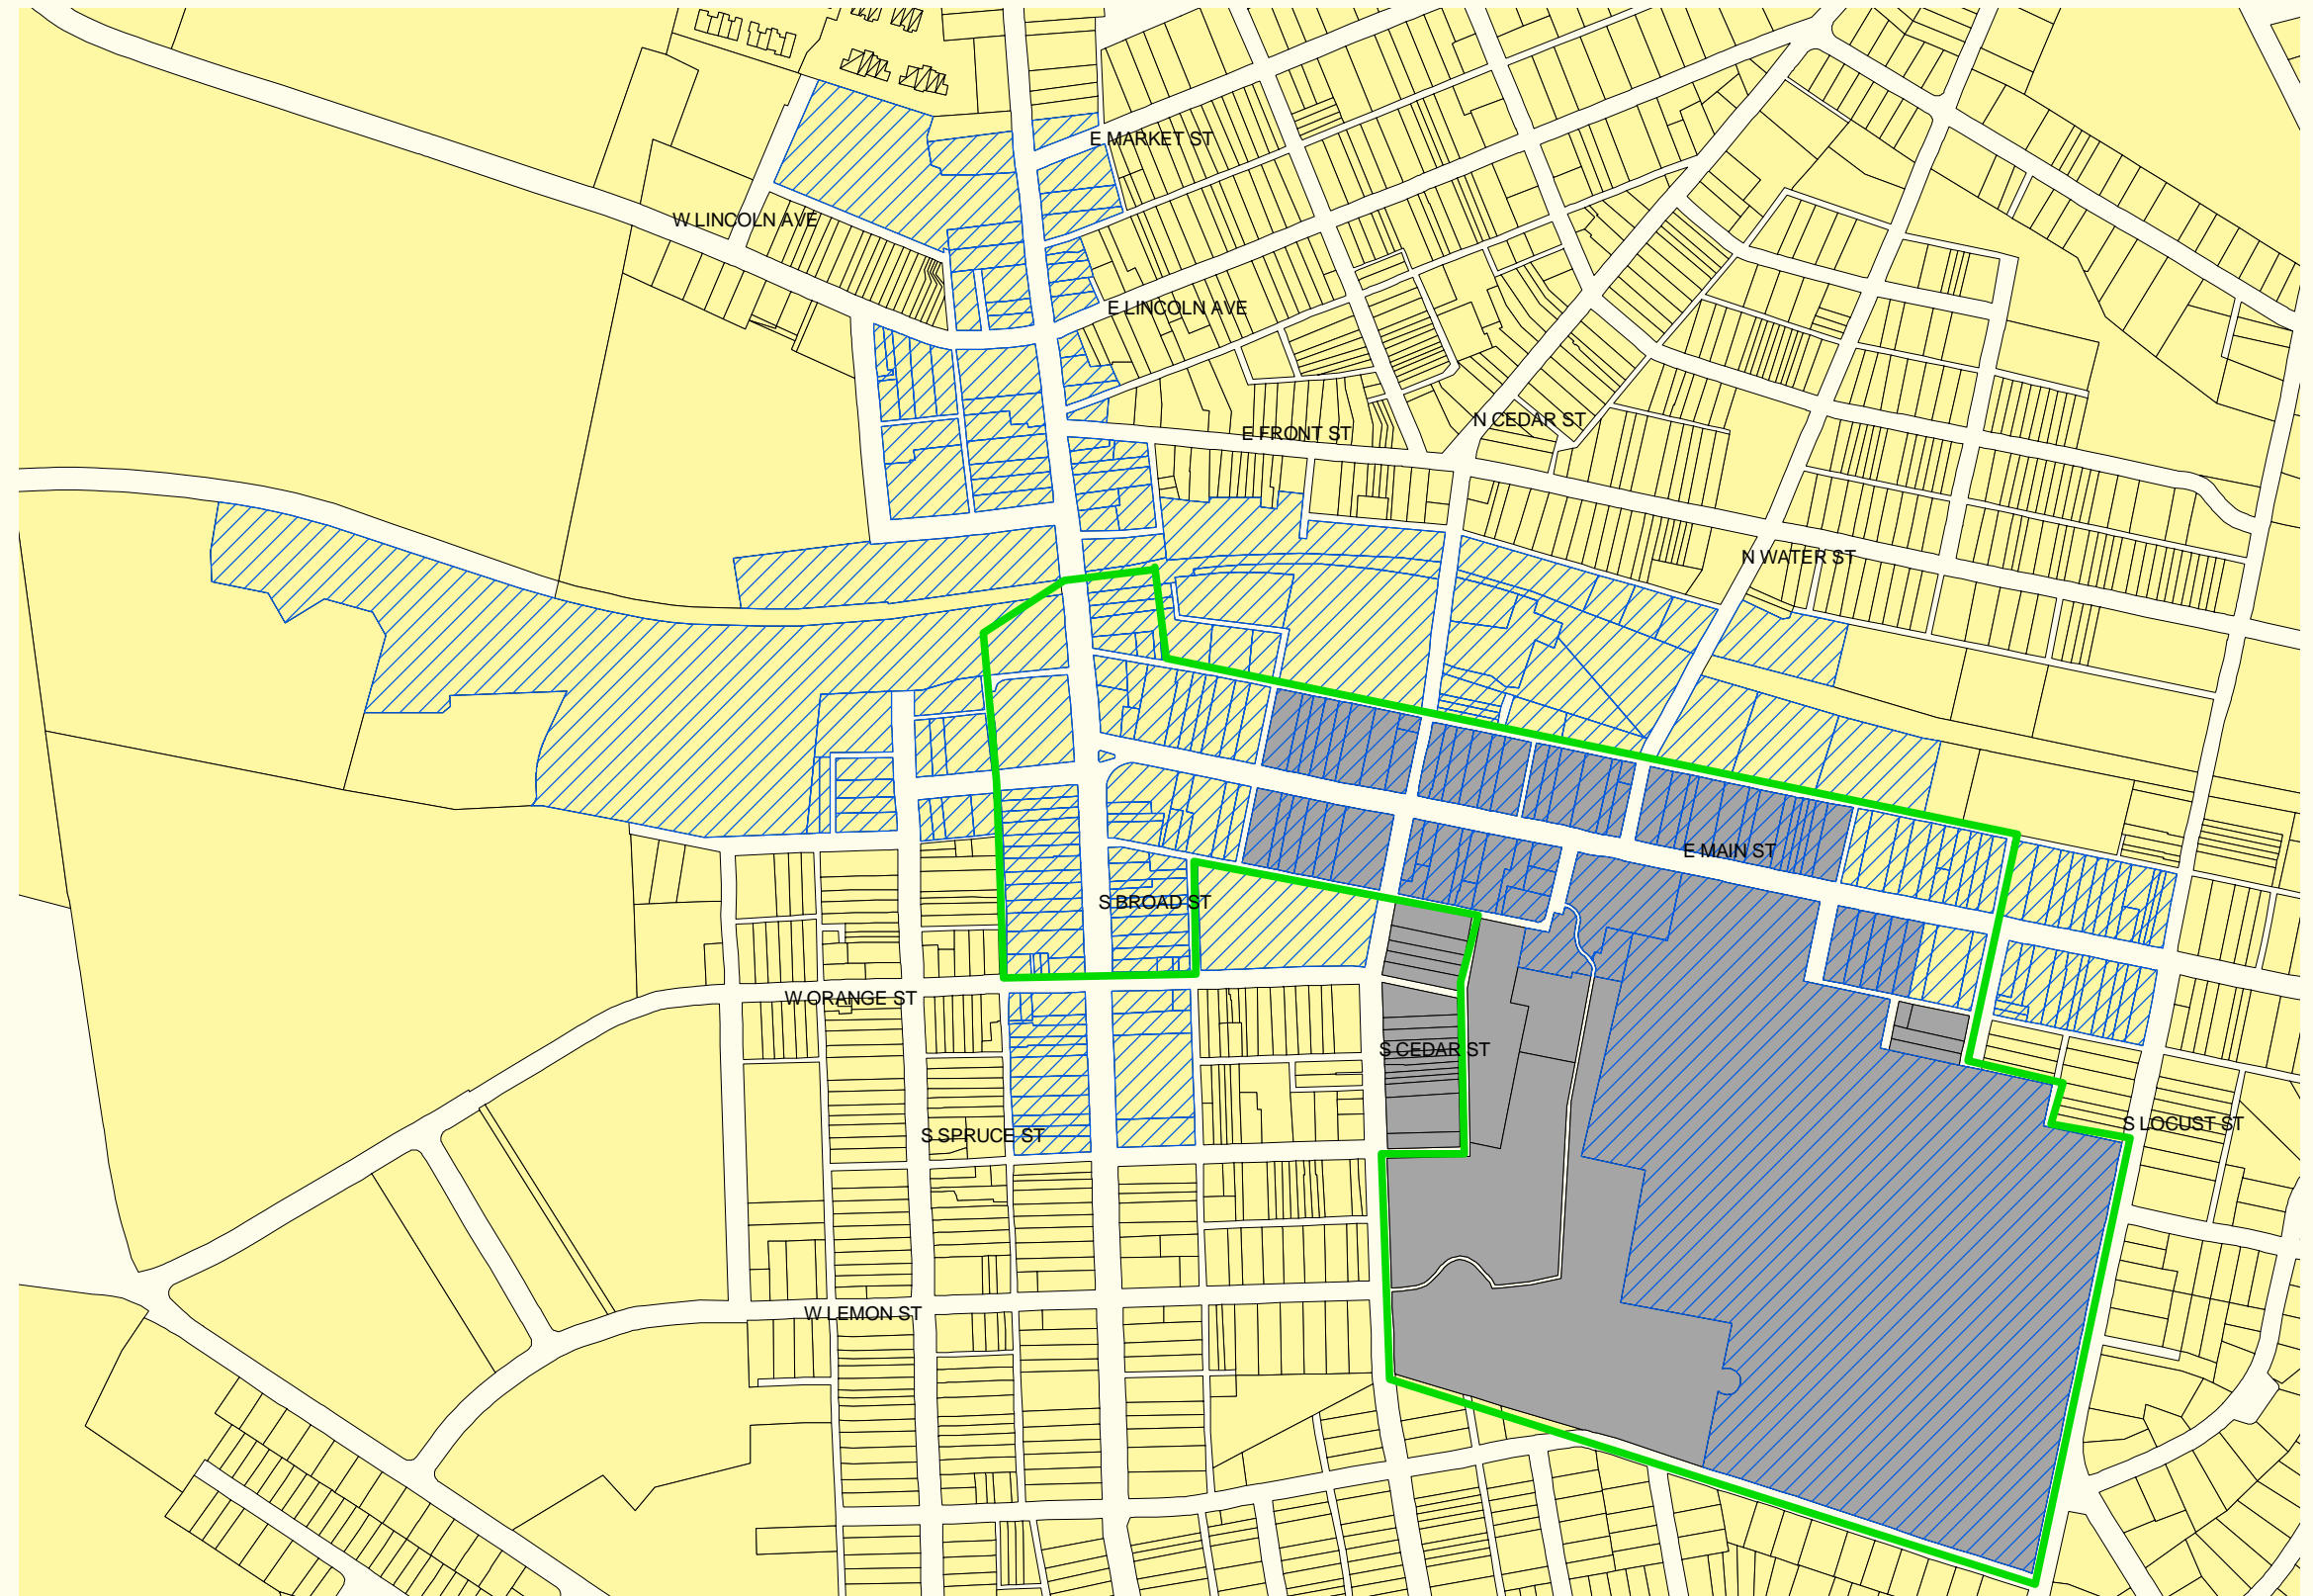 E MARKET ST
W LINCOLN AVE
E LINCOLN AVE
N CEDAR ST
E FRONT ST
N WATER ST
E MAIN ST
S BROAD ST
W ORANGE ST
S CEDAR ST
S LOCUST ST
S SPRUCE ST
W LEMON ST